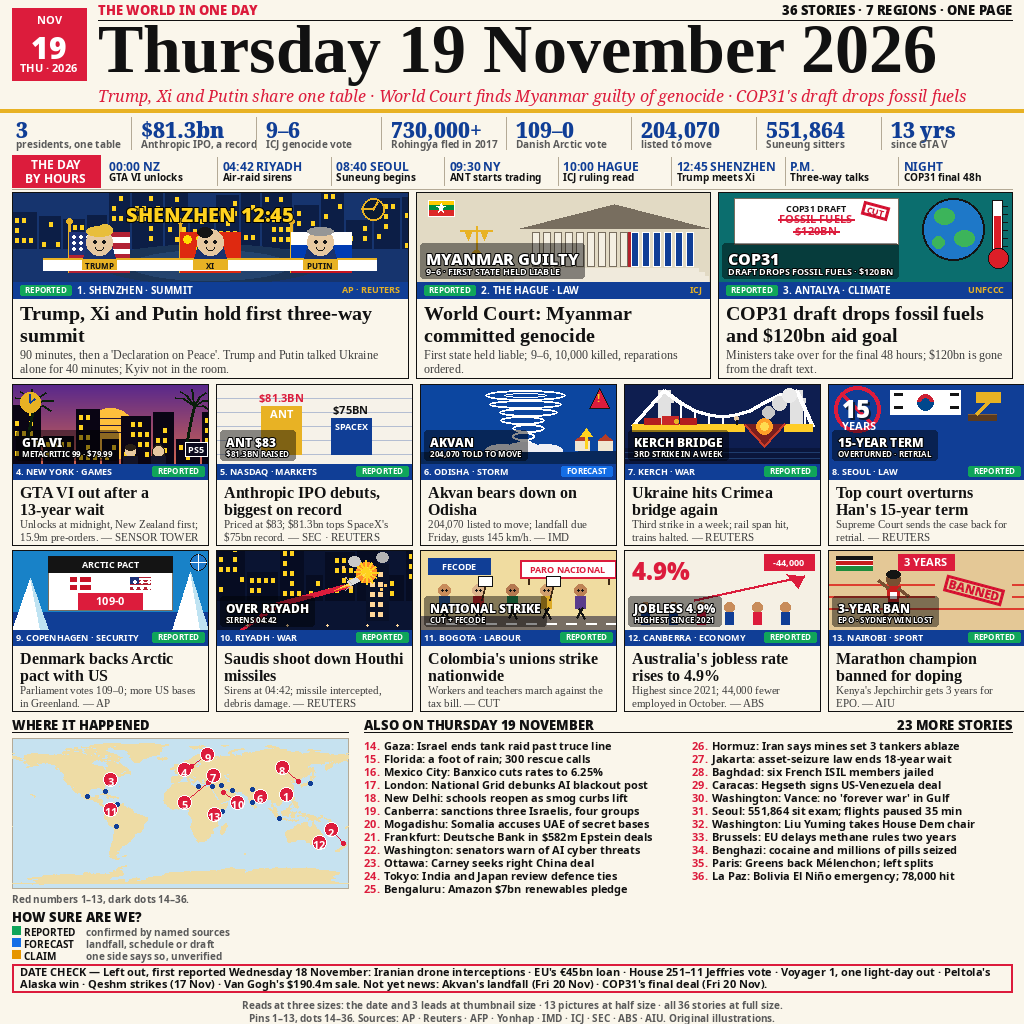 NOV
19
THU · 2026
THE WORLD IN ONE DAY
36 STORIES · 7 REGIONS · ONE PAGE
Thursday 19 November 2026
Trump, Xi and Putin share one table · World Court finds Myanmar guilty of genocide · COP31's draft drops fossil fuels
3
presidents, one table
$81.3bn
Anthropic IPO, a record
9–6
ICJ genocide vote
730,000+
Rohingya fled in 2017
109–0
Danish Arctic vote
204,070
listed to move
551,864
Suneung sitters
13 yrs
since GTA V
THE DAY
BY HOURS
00:00 NZ
GTA VI unlocks
04:42 RIYADH
Air-raid sirens
08:40 SEOUL
Suneung begins
09:30 NY
ANT starts trading
10:00 HAGUE
ICJ ruling read
12:45 SHENZHEN
Trump meets Xi
P.M.
Three-way talks
NIGHT
COP31 final 48h
SHENZHEN 12:45
TRUMP
XI
PUTIN
REPORTED 1. SHENZHEN · SUMMIT AP · REUTERS
Trump, Xi and Putin hold first three-way
summit
90 minutes, then a 'Declaration on Peace'. Trump and Putin talked Ukraine
alone for 40 minutes; Kyiv not in the room.
MYANMAR GUILTY
9–6 · FIRST STATE HELD LIABLE
REPORTED 2. THE HAGUE · LAW ICJ
World Court: Myanmar
committed genocide
First state held liable; 9–6, 10,000 killed, reparations
ordered.
COP31 DRAFT
FOSSIL FUELS
$120BN
CUT
COP31
DRAFT DROPS FOSSIL FUELS · $120BN
REPORTED 3. ANTALYA · CLIMATE UNFCCC
COP31 draft drops fossil fuels
and $120bn aid goal
Ministers take over for the final 48 hours; $120bn is gone
from the draft text.
GTA VI
METACRITIC 99 · $79.99
PS5
4. NEW YORK · GAMES REPORTED
GTA VI out after a
13-year wait
Unlocks at midnight, New Zealand first;
15.9m pre-orders. — SENSOR TOWER
$81.3BN
ANT
$75BN
SPACEX
ANT $83
$81.3BN RAISED
5. NASDAQ · MARKETS REPORTED
Anthropic IPO debuts,
biggest on record
Priced at $83; $81.3bn tops SpaceX's
$75bn record. — SEC · REUTERS
AKVAN
204,070 TOLD TO MOVE
6. ODISHA · STORM FORECAST
Akvan bears down on
Odisha
204,070 listed to move; landfall due
Friday, gusts 145 km/h. — IMD
KERCH BRIDGE
3RD STRIKE IN A WEEK
7. KERCH · WAR REPORTED
Ukraine hits Crimea
bridge again
Third strike in a week; rail span hit,
trains halted. — REUTERS
15
YEARS
15-YEAR TERM
OVERTURNED · RETRIAL
8. SEOUL · LAW REPORTED
Top court overturns
Han's 15-year term
Supreme Court sends the case back for
retrial. — REUTERS
ARCTIC PACT
109-0
9. COPENHAGEN · SECURITY REPORTED
Denmark backs Arctic
pact with US
Parliament votes 109–0; more US bases
in Greenland. — AP
OVER RIYADH
SIRENS 04:42
10. RIYADH · WAR REPORTED
Saudis shoot down Houthi
missiles
Sirens at 04:42; missile intercepted,
debris damage. — REUTERS
FECODE
PARO NACIONAL
NATIONAL STRIKE
CUT + FECODE
11. BOGOTA · LABOUR REPORTED
Colombia's unions strike
nationwide
Workers and teachers march against the
tax bill. — CUT
4.9%
-44,000
JOBLESS 4.9%
HIGHEST SINCE 2021
12. CANBERRA · ECONOMY REPORTED
Australia's jobless rate
rises to 4.9%
Highest since 2021; 44,000 fewer
employed in October. — ABS
3 YEARS
BANNED
3-YEAR BAN
EPO · SYDNEY WIN LOST
13. NAIROBI · SPORT REPORTED
Marathon champion
banned for doping
Kenya's Jepchirchir gets 3 years for
EPO. — AIU
WHERE IT HAPPENED
9
4
7
8
3
5
10
6
1
11
13
2
12
Red numbers 1–13, dark dots 14–36.
HOW SURE ARE WE?
REPORTED confirmed by named sources
FORECAST landfall, schedule or draft
CLAIM one side says so, unverified
ALSO ON THURSDAY 19 NOVEMBER
23 MORE STORIES
14. Gaza: Israel ends tank raid past truce line
15. Florida: a foot of rain; 300 rescue calls
16. Mexico City: Banxico cuts rates to 6.25%
17. London: National Grid debunks AI blackout post
18. New Delhi: schools reopen as smog curbs lift
19. Canberra: sanctions three Israelis, four groups
20. Mogadishu: Somalia accuses UAE of secret bases
21. Frankfurt: Deutsche Bank in $582m Epstein deals
22. Washington: senators warn of AI cyber threats
23. Ottawa: Carney seeks right China deal
24. Tokyo: India and Japan review defence ties
25. Bengaluru: Amazon $7bn renewables pledge
26. Hormuz: Iran says mines set 3 tankers ablaze
27. Jakarta: asset-seizure law ends 18-year wait
28. Baghdad: six French ISIL members jailed
29. Caracas: Hegseth signs US-Venezuela deal
30. Washington: Vance: no 'forever war' in Gulf
31. Seoul: 551,864 sit exam; flights paused 35 min
32. Washington: Liu Yuming takes House Dem chair
33. Brussels: EU delays methane rules two years
34. Benghazi: cocaine and millions of pills seized
35. Paris: Greens back Mélenchon; left splits
36. La Paz: Bolivia El Niño emergency; 78,000 hit
DATE CHECK — Left out, first reported Wednesday 18 November: Iranian drone interceptions · EU's €45bn loan · House 251–11 Jeffries vote · Voyager 1, one light-day out · Peltola's
Alaska win · Qeshm strikes (17 Nov) · Van Gogh's $190.4m sale. Not yet news: Akvan's landfall (Fri 20 Nov) · COP31's final deal (Fri 20 Nov).
Reads at three sizes: the date and 3 leads at thumbnail size · 13 pictures at half size · all 36 stories at full size.
Pins 1–13, dots 14–36. Sources: AP · Reuters · AFP · Yonhap · IMD · ICJ · SEC · ABS · AIU. Original illustrations.